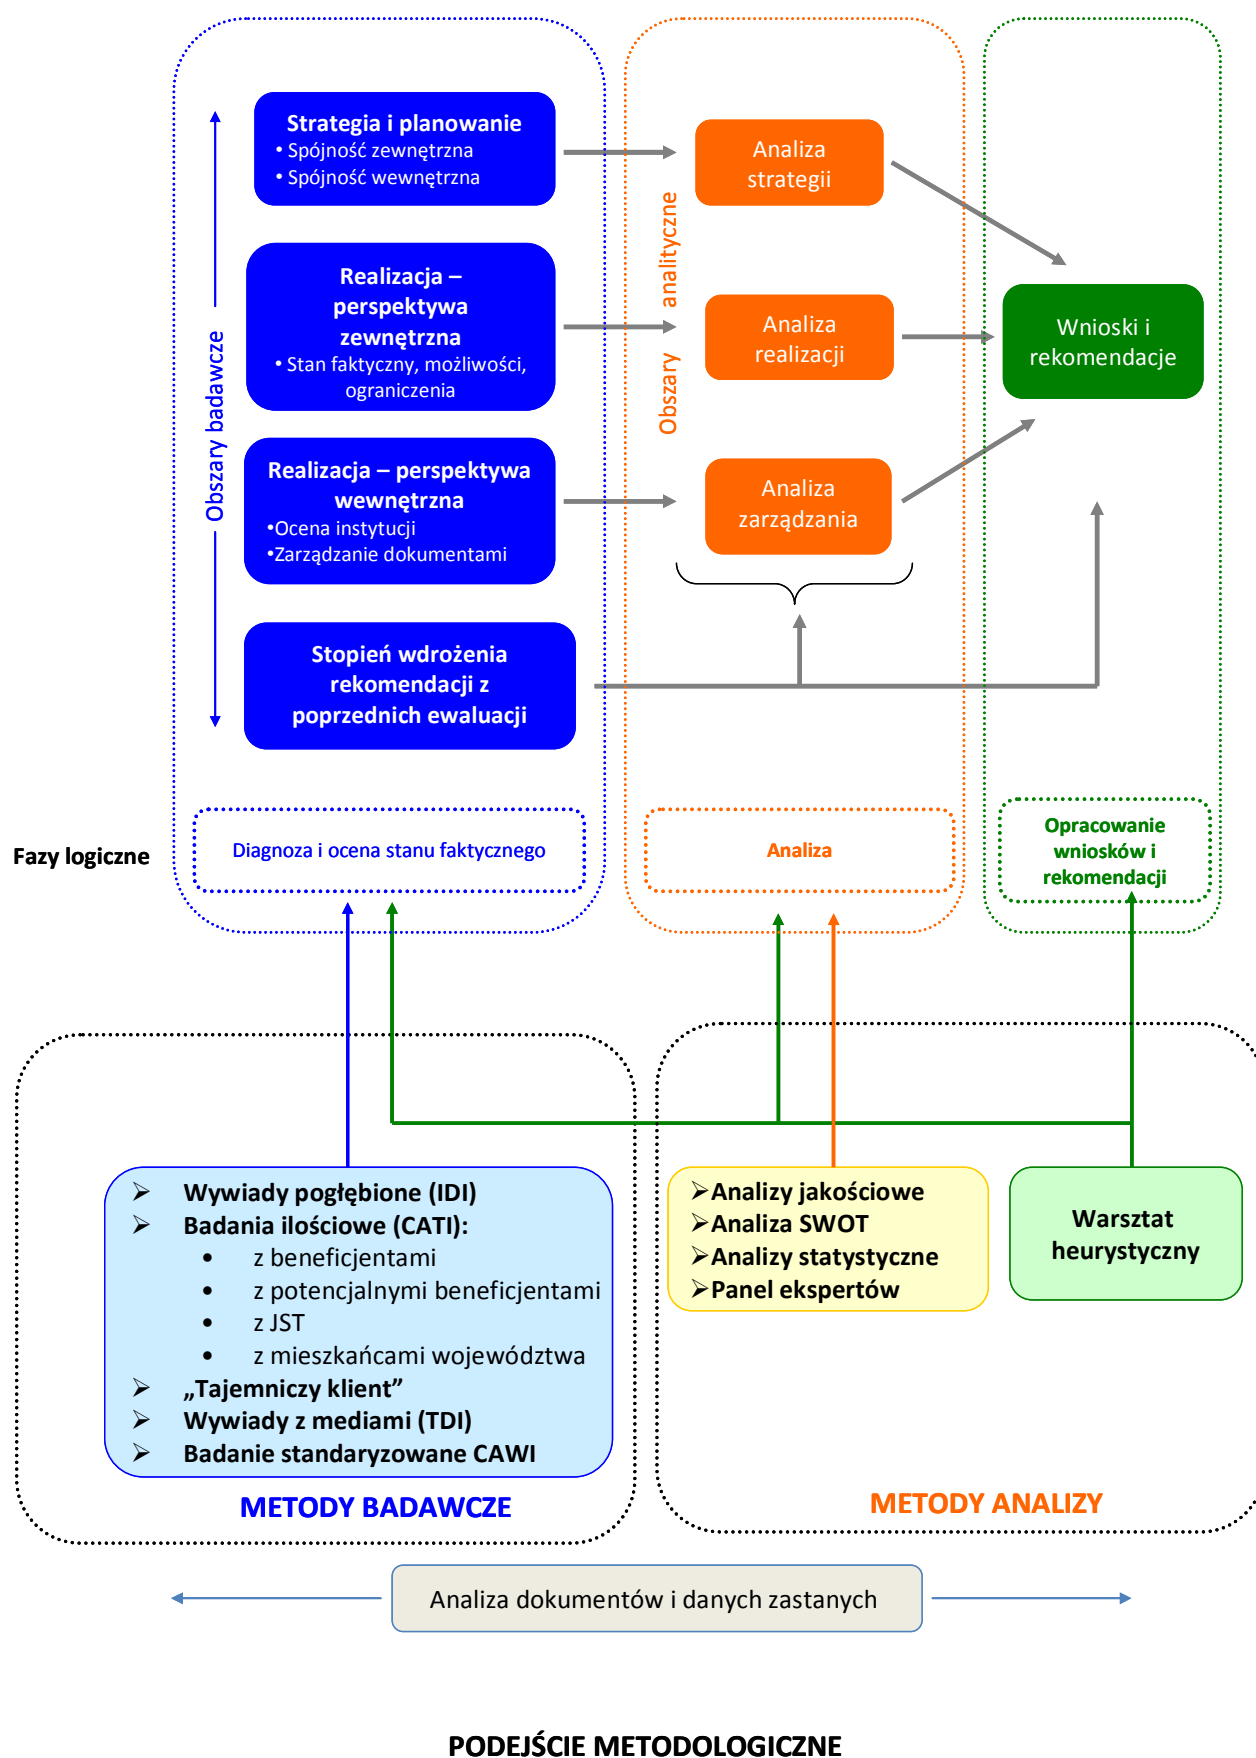 Strategia i planowanie
• Spójność zewnętrzna
• Spójność wewnętrzna
Realizacja –
perspektywa
zewnętrzna
• Stan faktyczny, możliwości,
ograniczenia
Realizacja – perspektywa
wewnętrzna
•Ocena instytucji
•Zarządzanie dokumentami
Stopień wdrożenia
rekomendacji z
poprzednich ewaluacji
Obszary badawcze
Obszary analityczne
Analiza
strategii
Analiza
realizacji
Analiza
zarządzania
Wnioski i
rekomendacje
Fazy logiczne
Diagnoza i ocena stanu faktycznego
Analiza
Opracowanie
wniosków i
rekomendacji
➢ Wywiady pogłębione (IDI)
➢ Badania ilościowe (CATI):
• z beneficjentami
• z potencjalnymi beneficjentami
• z JST
• z mieszkańcami województwa
➢ „Tajemniczy klient”
➢ Wywiady z mediami (TDI)
➢ Badanie standaryzowane CAWI
METODY BADAWCZE
➢Analizy jakościowe
➢Analiza SWOT
➢Analizy statystyczne
➢Panel ekspertów
Warsztat
heurystyczny
METODY ANALIZY
Analiza dokumentów i danych zastanych
PODEJŚCIE METODOLOGICZNE